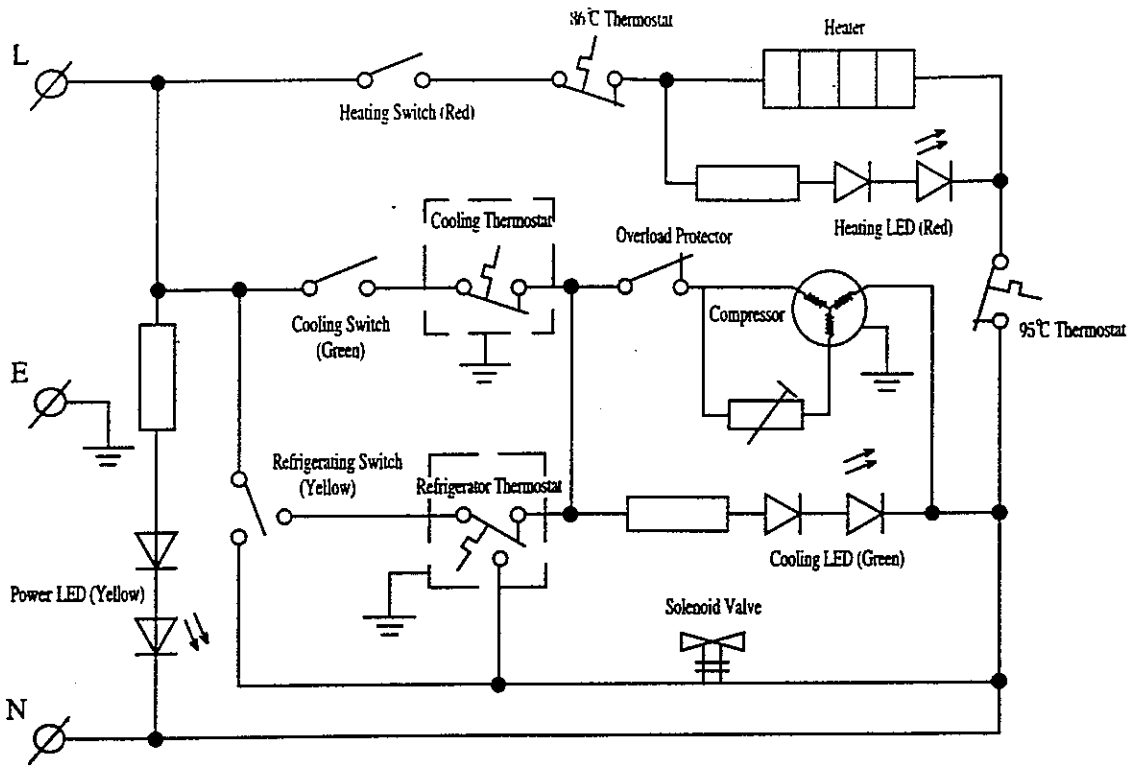 86℃ Thermostat
Heater
L
Heating Switch (Red)
Heating LED (Red)
Cooling Thermostat
Overload Protector
Cooling Switch
(Green)
Compressor
95℃ Thermostat
E
Refrigerating Switch
(Yellow)
Refrigerator Thermostat
Cooling LED (Green)
Power LED (Yellow)
Solenoid Valve
N